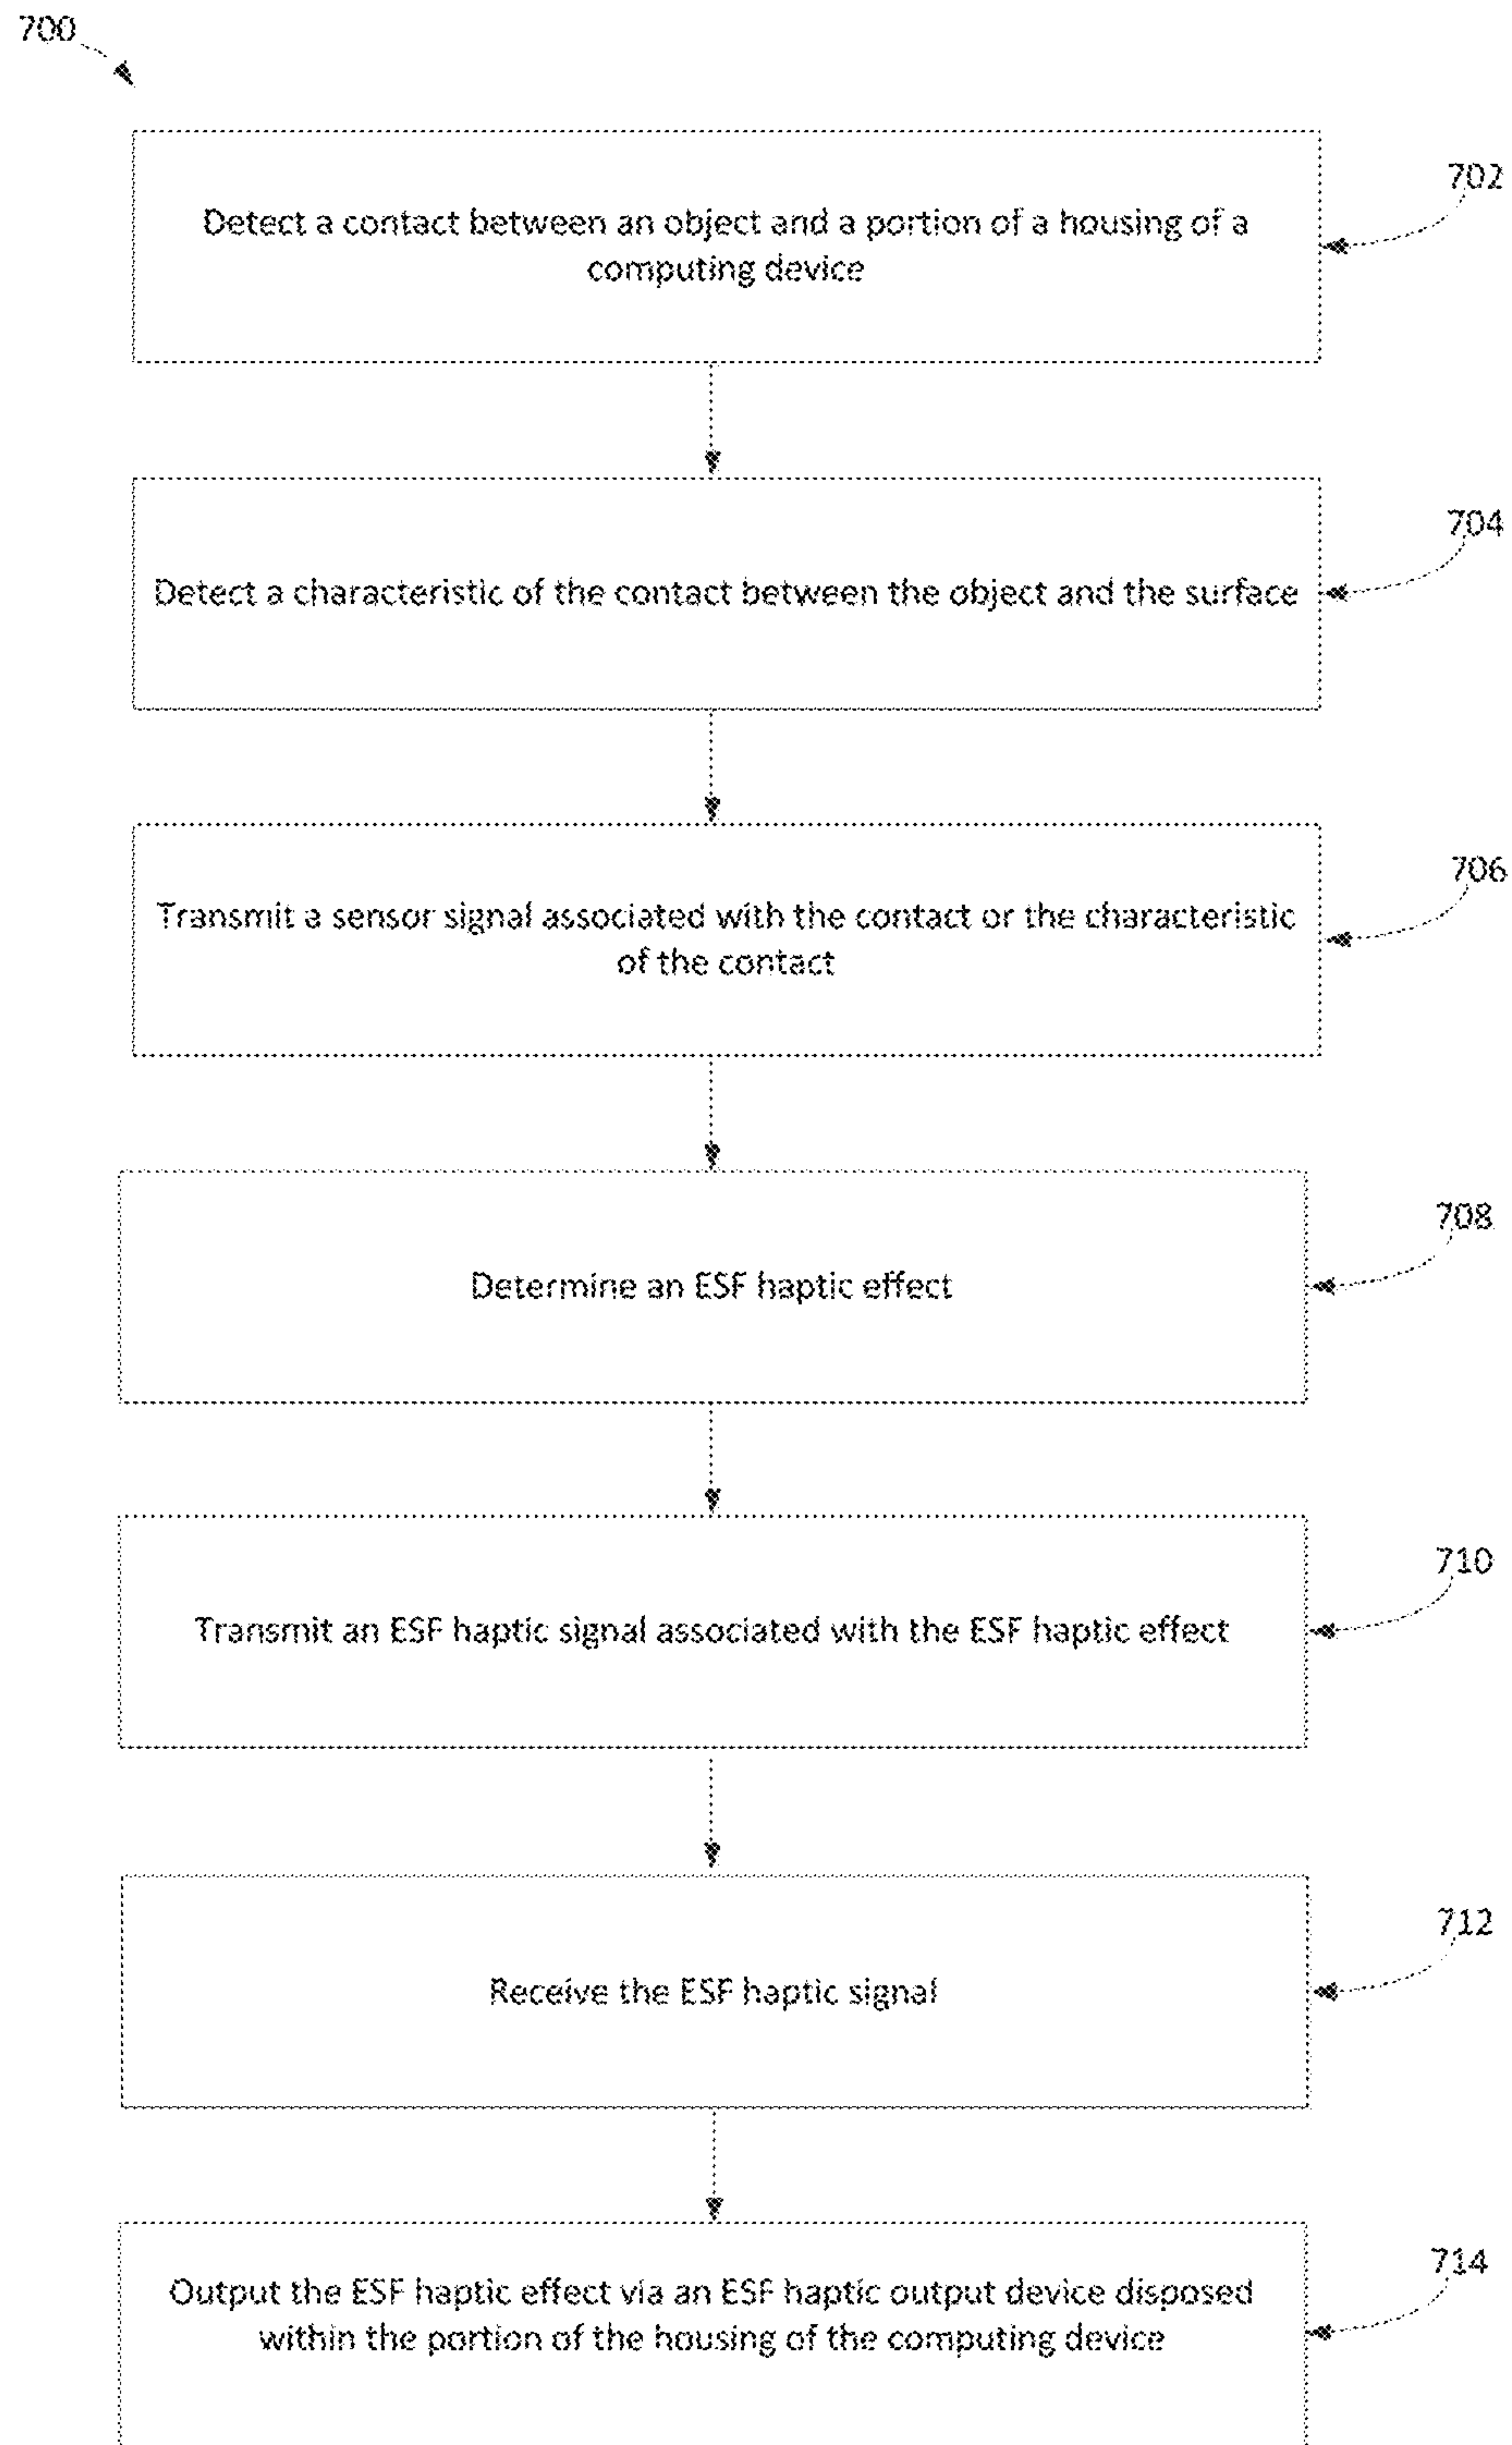 700
702
Detect a contact between an object and a portion of a housing of a
computing device
704
Detect a characteristic of the contact between the object and the surface
706
Transmit a sensor signal associated with the contact or the characteristic
of the contact
708
Determine an ESF haptic effect
710
Transmit an ESF haptic signal associated with the ESF haptic effect
712
Receive the ESF haptic signal
714
Output the ESF haptic effect via an ESF haptic output device disposed
within the portion of the housing of the computing device